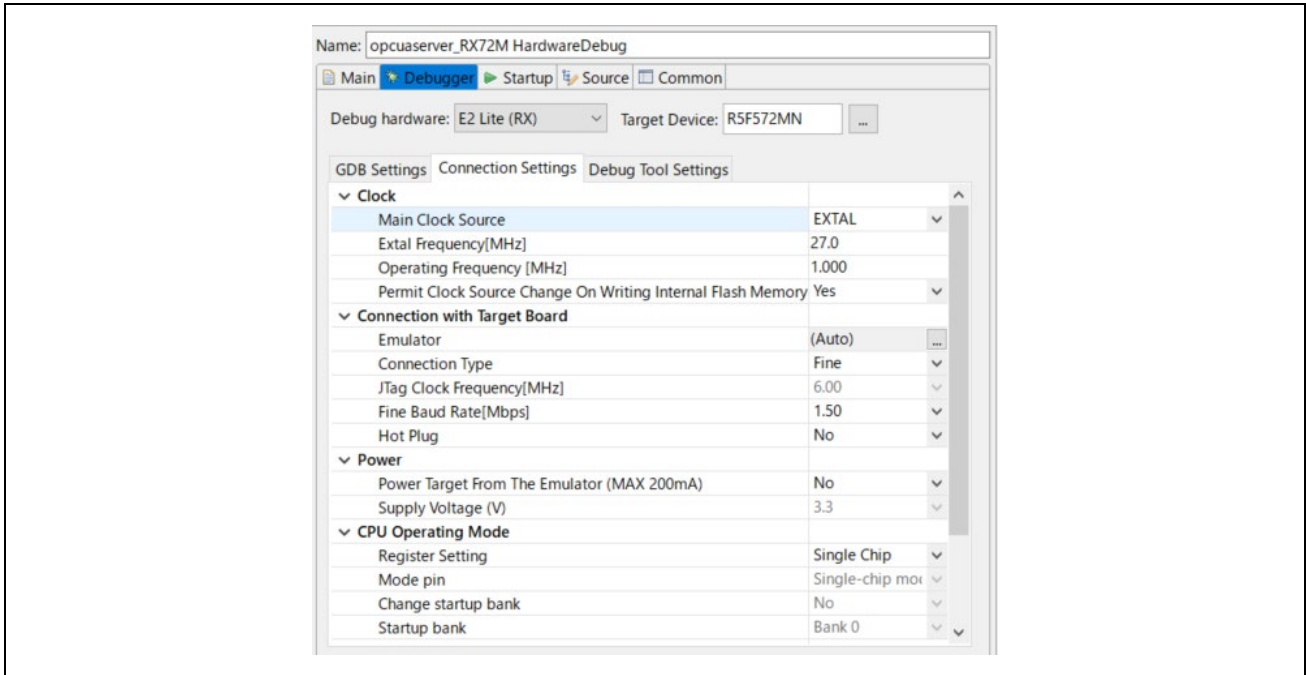 Name: opcuaserver_RX72M HardwareDebug
Main Debugger Startup Source Common
Debug hardware: E2 Lite (RX) Target Device: R5F572MN ...
GDB Settings Connection Settings Debug Tool Settings
Clock
Main Clock Source EXTAL
Extal Frequency[MHz] 27.0
Operating Frequency [MHz] 1.000
Permit Clock Source Change On Writing Internal Flash Memory Yes
Connection with Target Board
Emulator (Auto) ...
Connection Type Fine
JTag Clock Frequency[MHz] 6.00
Fine Baud Rate[Mbps] 1.50
Hot Plug No
Power
Power Target From The Emulator (MAX 200mA) No
Supply Voltage (V) 3.3
CPU Operating Mode
Register Setting Single Chip
Mode pin Single-chip mo
Change startup bank No
Startup bank Bank 0